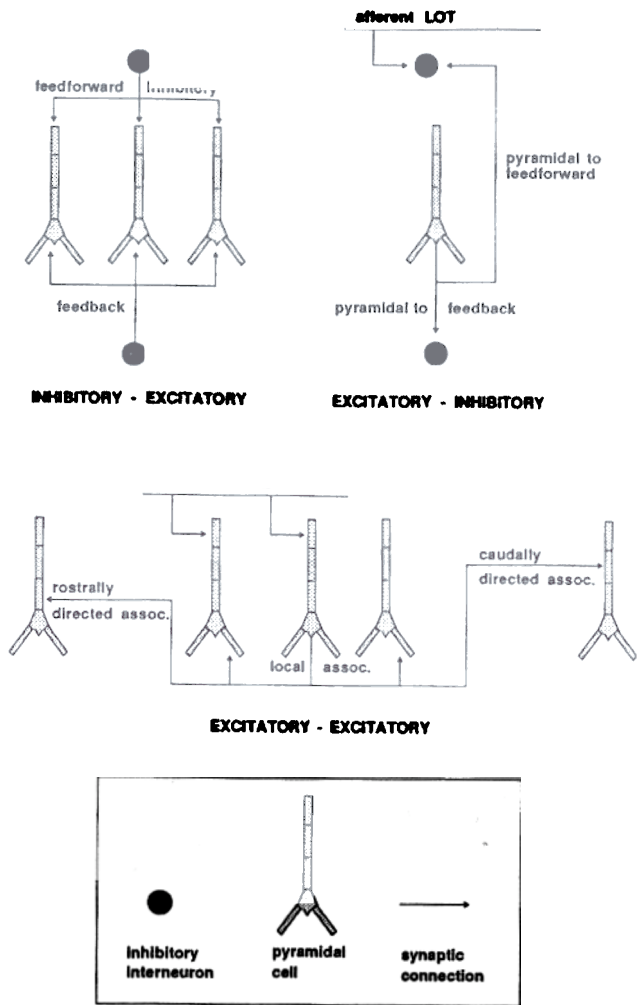 afferent LOT
feedforward inhibitory
pyramidal to
feedforward
feedback
pyramidal to feedback
INHIBITORY - EXCITATORY
EXCITATORY - INHIBITORY
caudally
directed assoc.
rostrally
directed assoc.
local assoc.
EXCITATORY - EXCITATORY
inhibitory
interneuron
pyramidal
cell
synaptic
connection